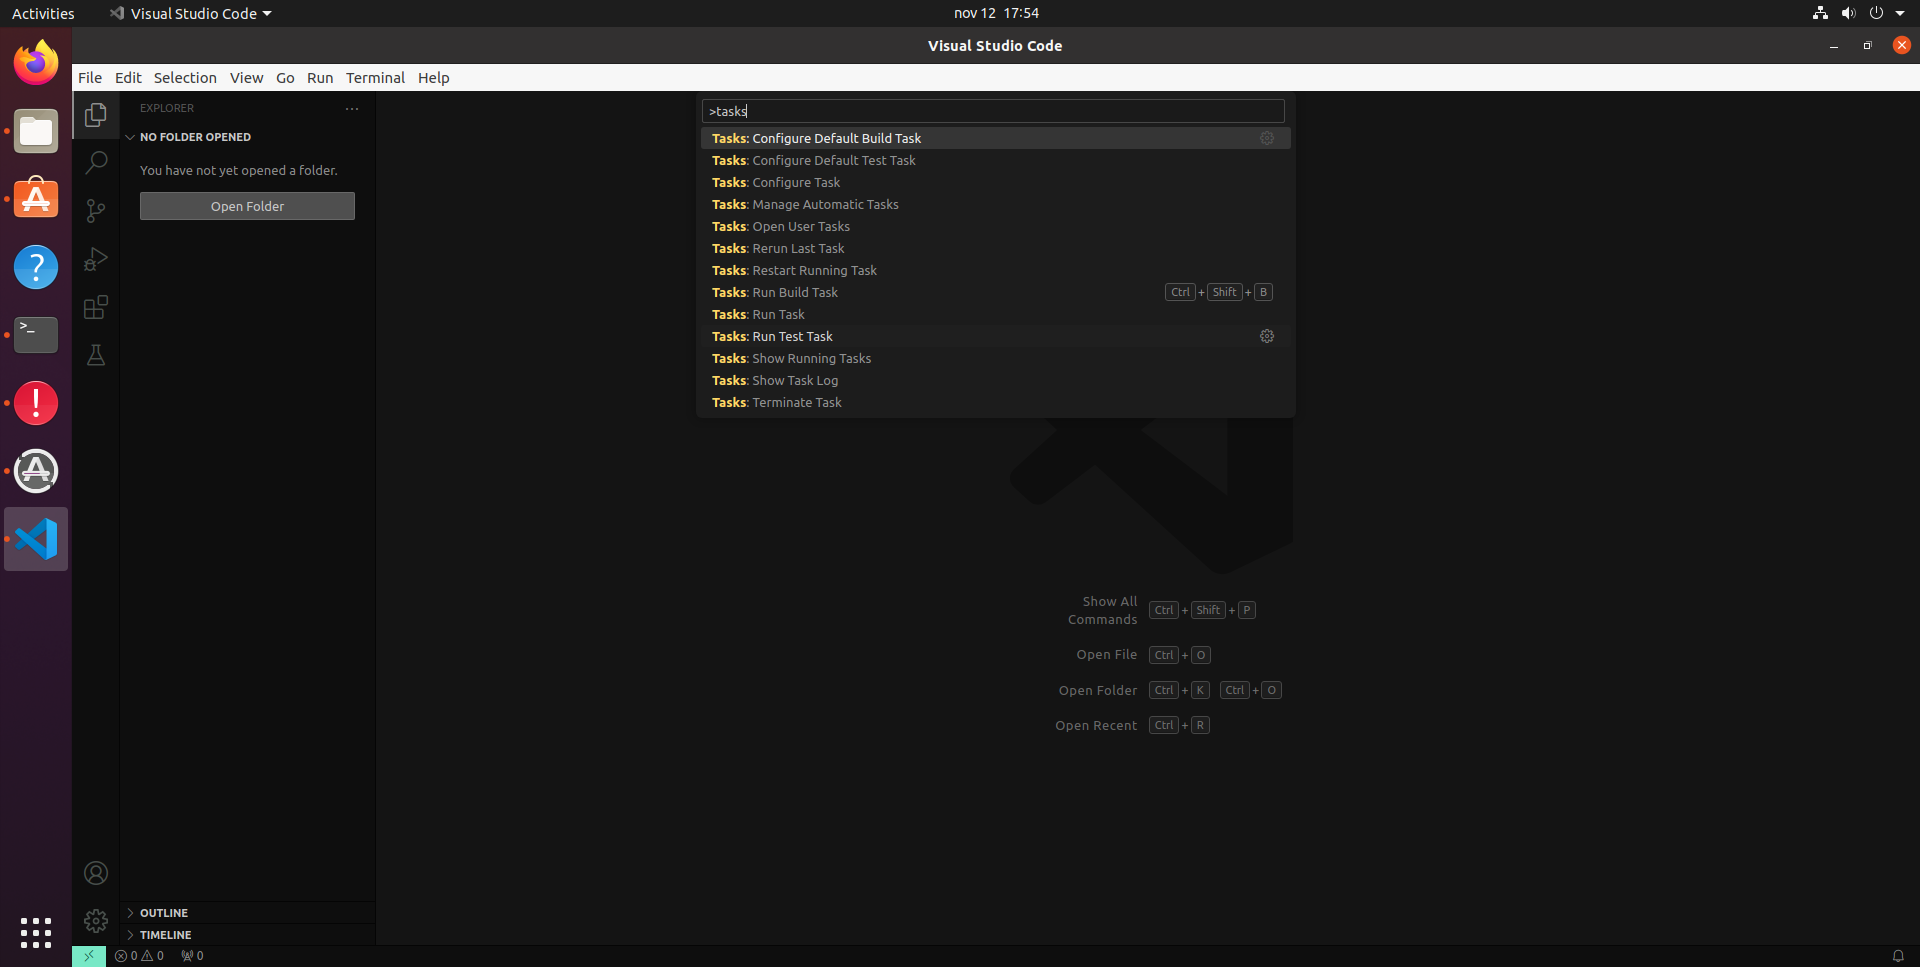 Activities
Visual Studio Code
nov 12 17:54
Visual Studio Code
File Edit Selection View Go Run Terminal Help
EXPLORER
NO FOLDER OPENED
You have not yet opened a folder.
Open Folder
>tasks
Tasks: Configure Default Build Task
Tasks: Configure Default Test Task
Tasks: Configure Task
Tasks: Manage Automatic Tasks
Tasks: Open User Tasks
Tasks: Rerun Last Task
Tasks: Restart Running Task
Tasks: Run Build Task Ctrl + Shift + B
Tasks: Run Task
Tasks: Run Test Task
Tasks: Show Running Tasks
Tasks: Show Task Log
Tasks: Terminate Task
Show All
Commands Ctrl + Shift + P
Open File Ctrl + O
Open Folder Ctrl + K Ctrl + O
Open Recent Ctrl + R
OUTLINE
TIMELINE
0 0 0